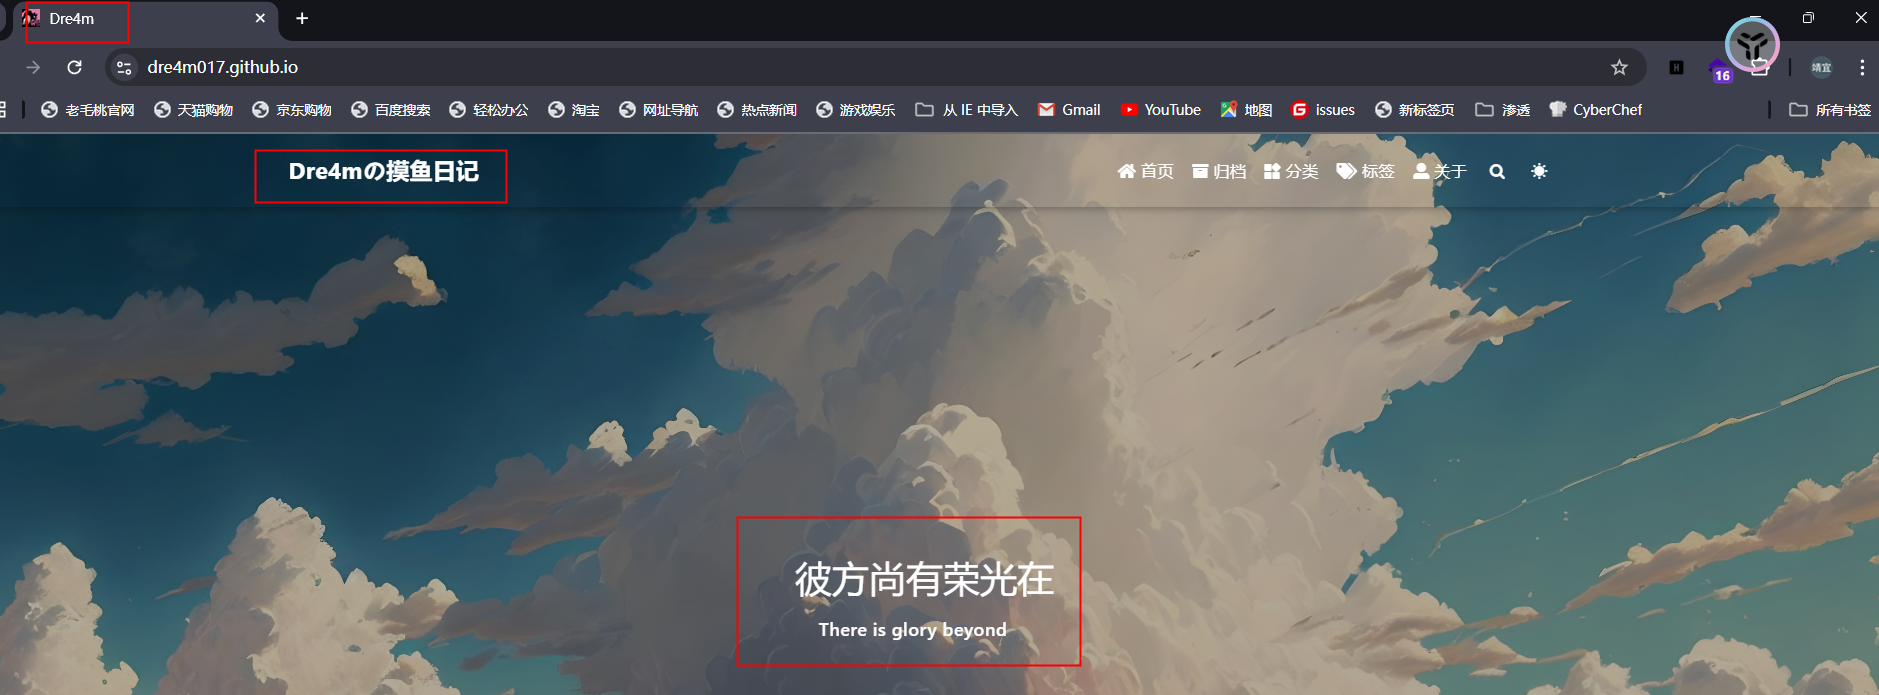 Dre4m
dre4m017.github.io
16
靖宜
老毛桃官网 天猫购物 京东购物 百度搜索 轻松办公 淘宝 网址导航 热点新闻 游戏娱乐 从 IE 中导入 Gmail YouTube 地图 issues 新标签页 渗透 CyberChef 所有书签
Dre4mの摸鱼日记
首页 归档 分类 标签 关于
彼方尚有荣光在
There is glory beyond